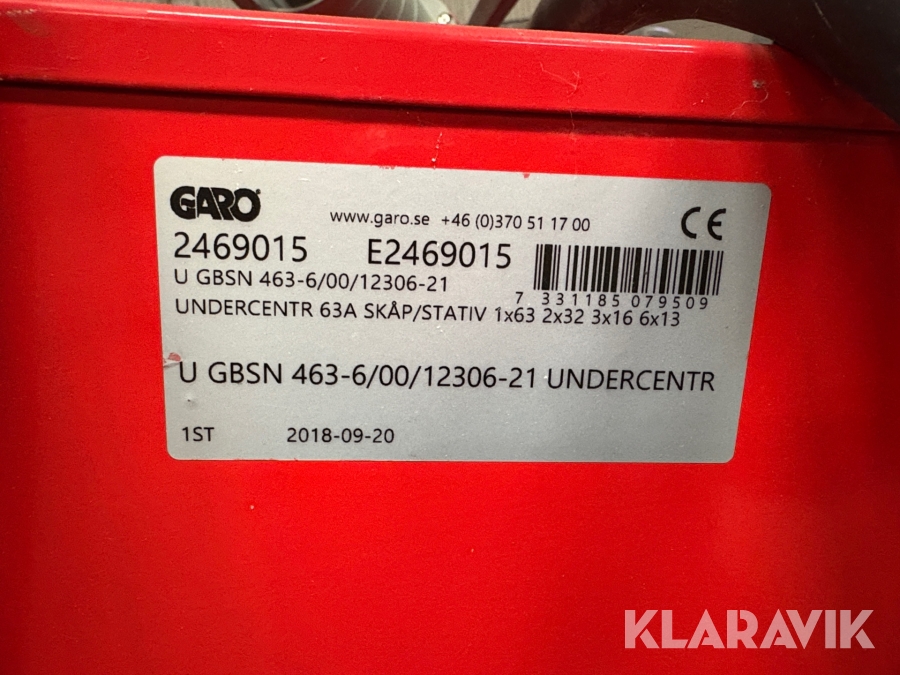 GARO
www.garo.se +46 (0)370 51 17 00
CE
2469015 E2469015
U GBSN 463-6/00/12306-21
7 331185 079509
UNDERCENTR 63A SKÅP/STATIV 1x63 2x32 3x16 6x13
U GBSN 463-6/00/12306-21 UNDERCENTR
1ST 2018-09-20
KLARAVIK